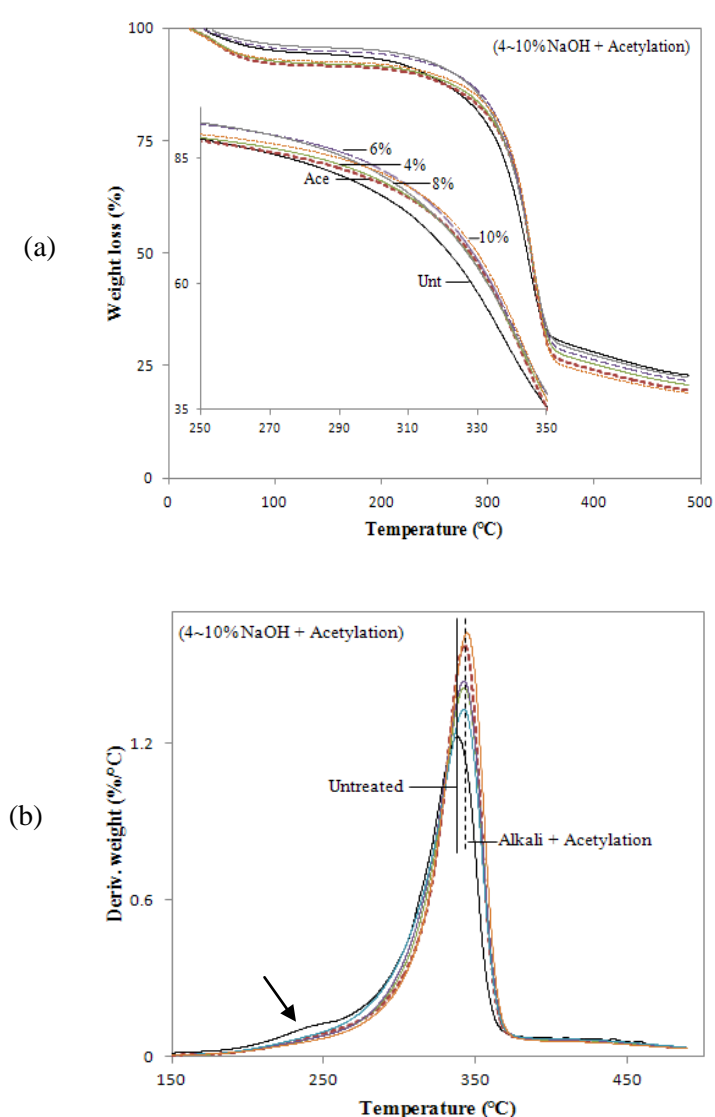 (a)
Weight loss (%)
100
75
50
25
0
(4~10%NaOH + Acetylation)
85
60
35
6%
4%
Ace
8%
10%
Unt
250 270 290 310 330 350
0 100 200 300 400 500
Temperature (°C)
(b)
Deriv. weight (%/°C)
1.2
0.6
0
(4~10%NaOH + Acetylation)
Untreated
Alkali + Acetylation
150 250 350 450
Temperature (°C)